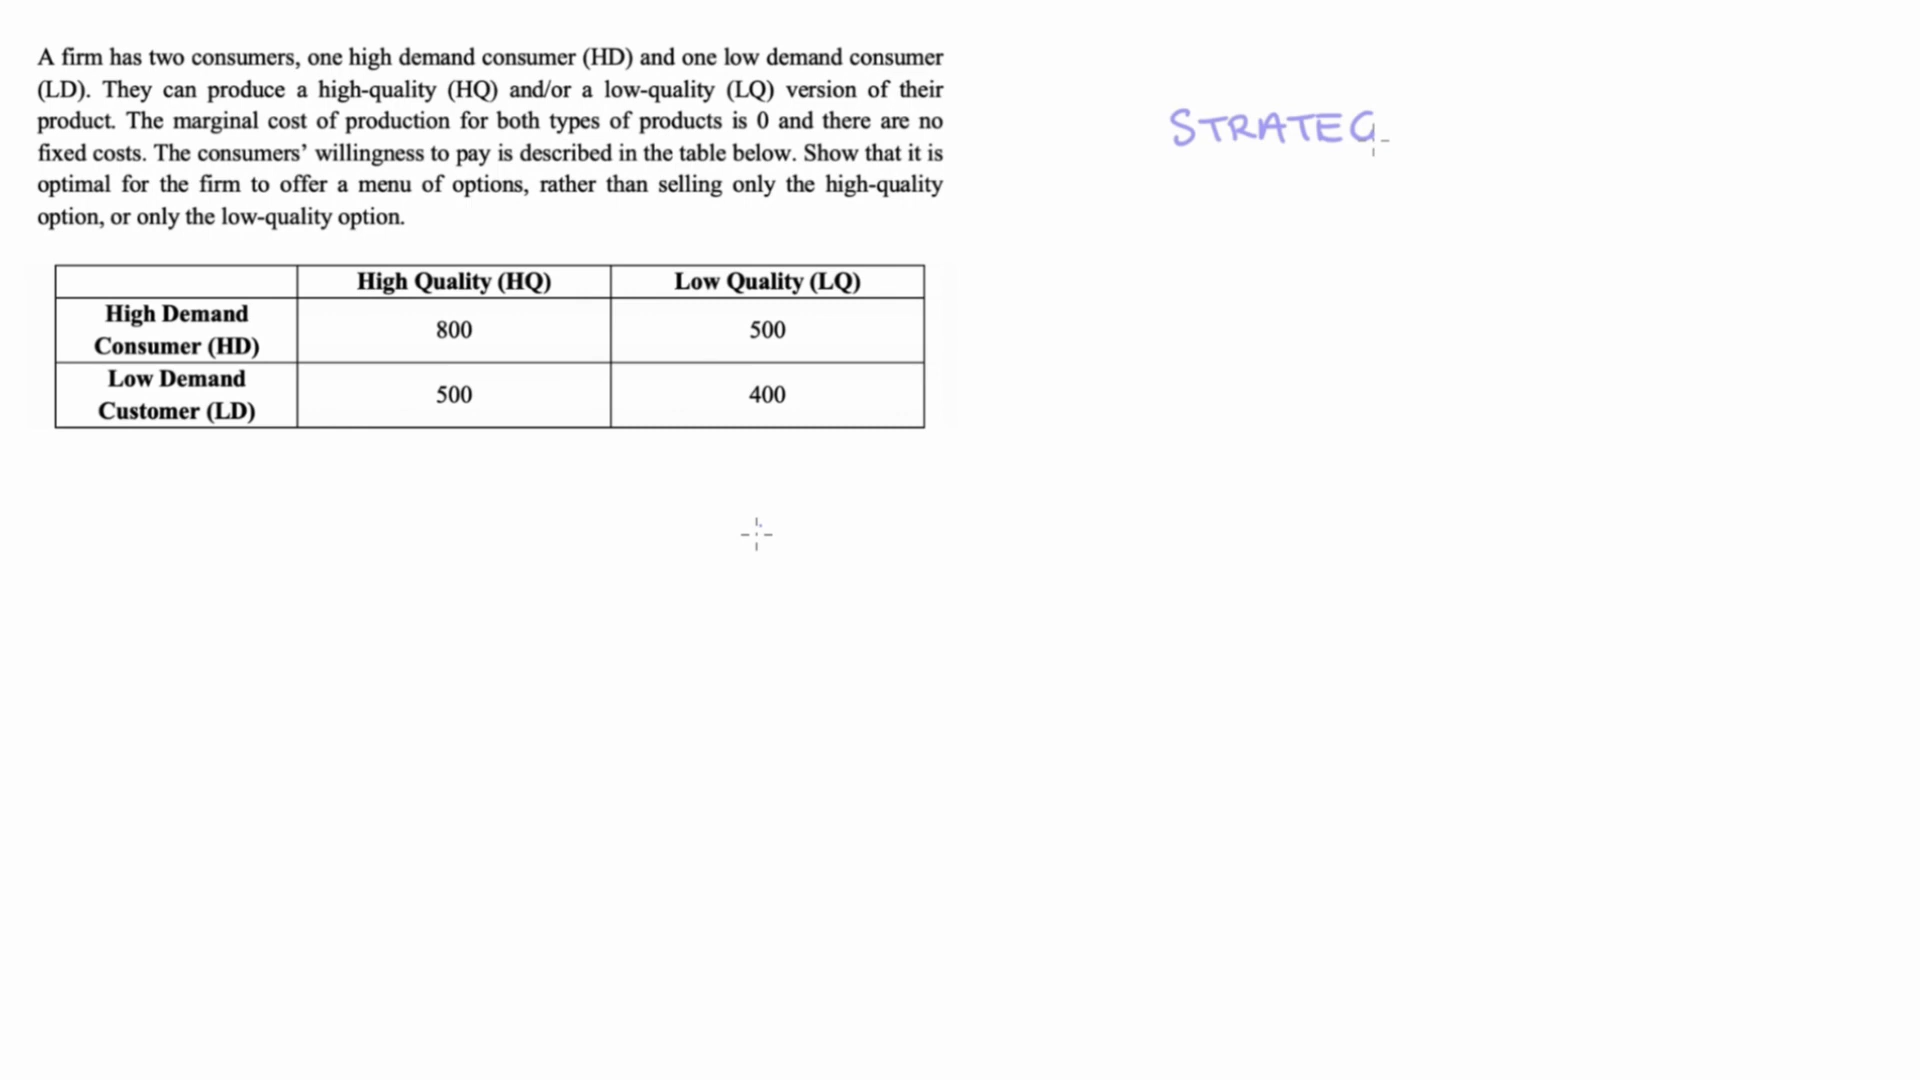 A firm has two consumers, one high demand consumer (HD) and one low demand consumer
(LD). They can produce a high-quality (HQ) and/or a low-quality (LQ) version of their
product. The marginal cost of production for both types of products is 0 and there are no
fixed costs. The consumers’ willingness to pay is described in the table below. Show that it is
optimal for the firm to offer a menu of options, rather than selling only the high-quality
option, or only the low-quality option.
High Quality (HQ) Low Quality (LQ)
High Demand
Consumer (HD) 800 500
Low Demand
Customer (LD) 500 400
STRATEG